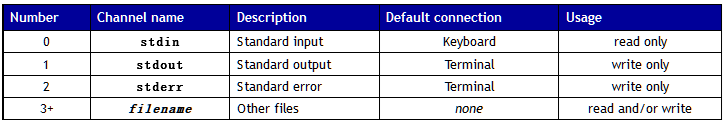 Number Channel name Description Default connection Usage
0 stdin Standard input Keyboard read only
1 stdout Standard output Terminal write only
2 stderr Standard error Terminal write only
3+ filename Other files none read and/or write